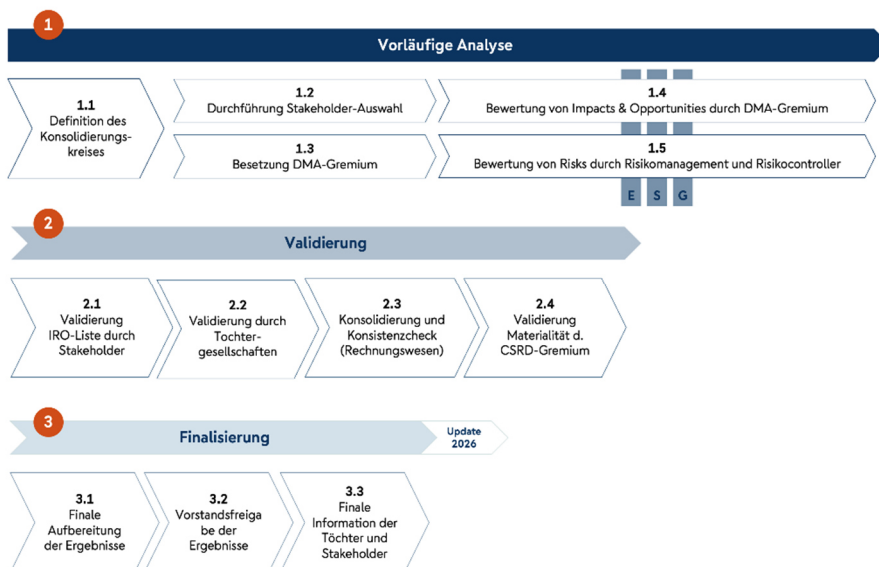 1
Vorläufige Analyse
1.1
Definition des
Konsolidierungs-
kreises
1.2
Durchführung Stakeholder-Auswahl
1.3
Besetzung DMA-Gremium
1.4
Bewertung von Impacts & Opportunities durch DMA-Gremium
1.5
Bewertung von Risks durch Risikomanagement und Risikocontroller
E S G
2
Validierung
2.1
Validierung
IRO-Liste durch
Stakeholder
2.2
Validierung durch
Tochter-
gesellschaften
2.3
Konsolidierung und
Konsistenzcheck
(Rechnungswesen)
2.4
Validierung
Materialität d.
CSRD-Gremium
3
Finalisierung
Update
2026
3.1
Finale
Aufbereitung
der Ergebnisse
3.2
Vorstandsfreiga
be der
Ergebnisse
3.3
Finale
Information der
Töchter und
Stakeholder